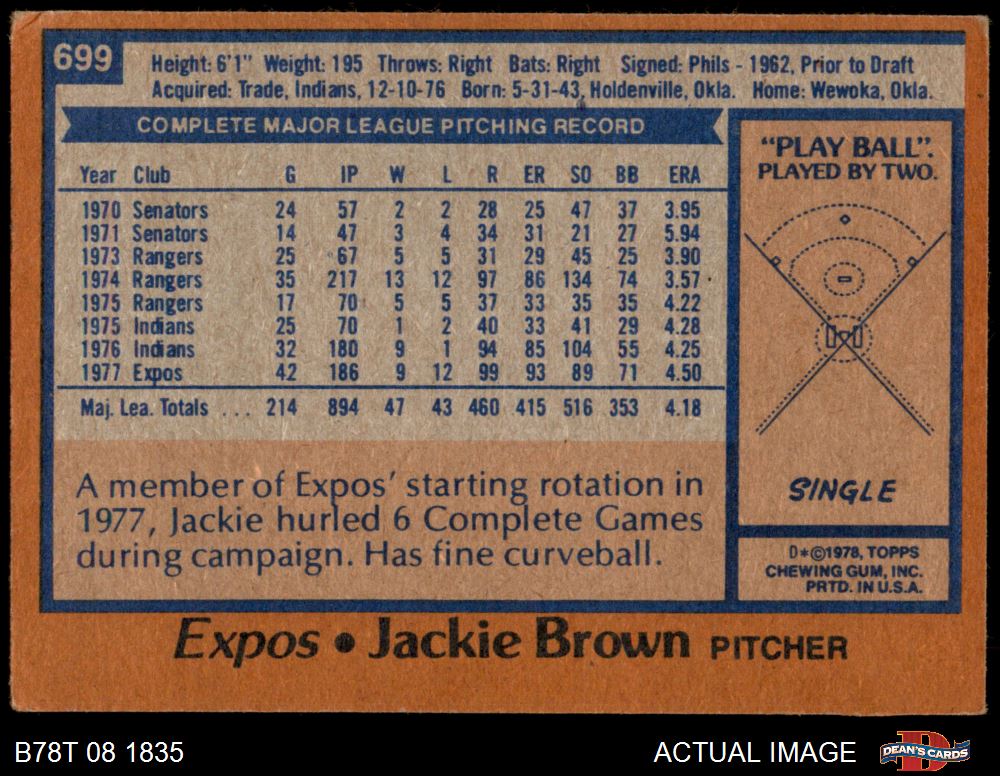 699
Height: 6'1" Weight: 195 Throws: Right Bats: Right Signed: Phils - 1962, Prior to Draft
Acquired: Trade, Indians, 12-10-76 Born: 5-31-43, Holdenville, Okla. Home: Wewoka, Okla.
COMPLETE MAJOR LEAGUE PITCHING RECORD
Year Club G IP W L R ER SO BB ERA
1970 Senators 24 57 2 2 28 25 47 37 3.95
1971 Senators 14 47 3 4 34 31 21 27 5.94
1973 Rangers 25 67 5 5 31 29 45 25 3.90
1974 Rangers 35 217 13 12 97 86 134 74 3.57
1975 Rangers 17 70 5 5 37 33 35 35 4.22
1975 Indians 25 70 1 2 40 33 41 29 4.28
1976 Indians 32 180 9 1 94 85 104 55 4.25
1977 Expos 42 186 9 12 99 93 89 71 4.50
Maj. Lea. Totals ... 214 894 47 43 460 415 516 353 4.18
A member of Expos' starting rotation in
1977, Jackie hurled 6 Complete Games
during campaign. Has fine curveball.
"PLAY BALL".
PLAYED BY TWO.
SINGLE
D*©1978, TOPPS
CHEWING GUM, INC.
PRTD. IN U.S.A.
Expos • Jackie Brown PITCHER
B78T 08 1835
ACTUAL IMAGE
DEAN'S CARDS